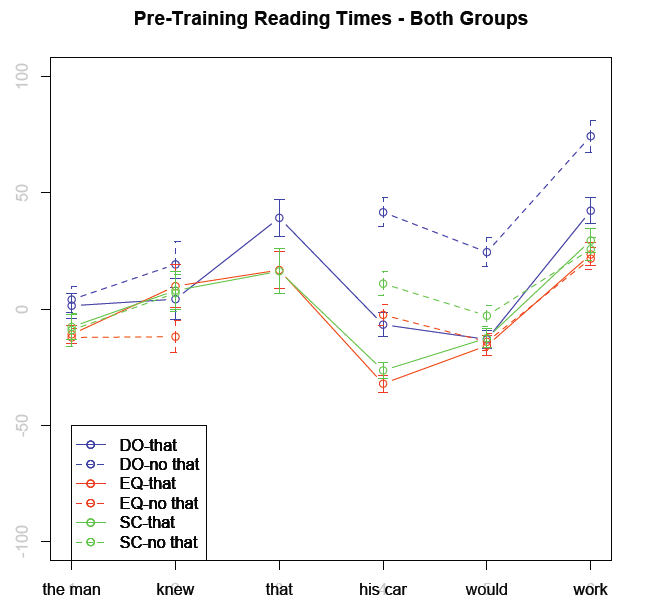 Pre-Training Reading Times - Both Groups
100
50
0
-50
-100
DO-that
DO-no that
EQ-that
EQ-no that
SC-that
SC-no that
the man knew that his car would work